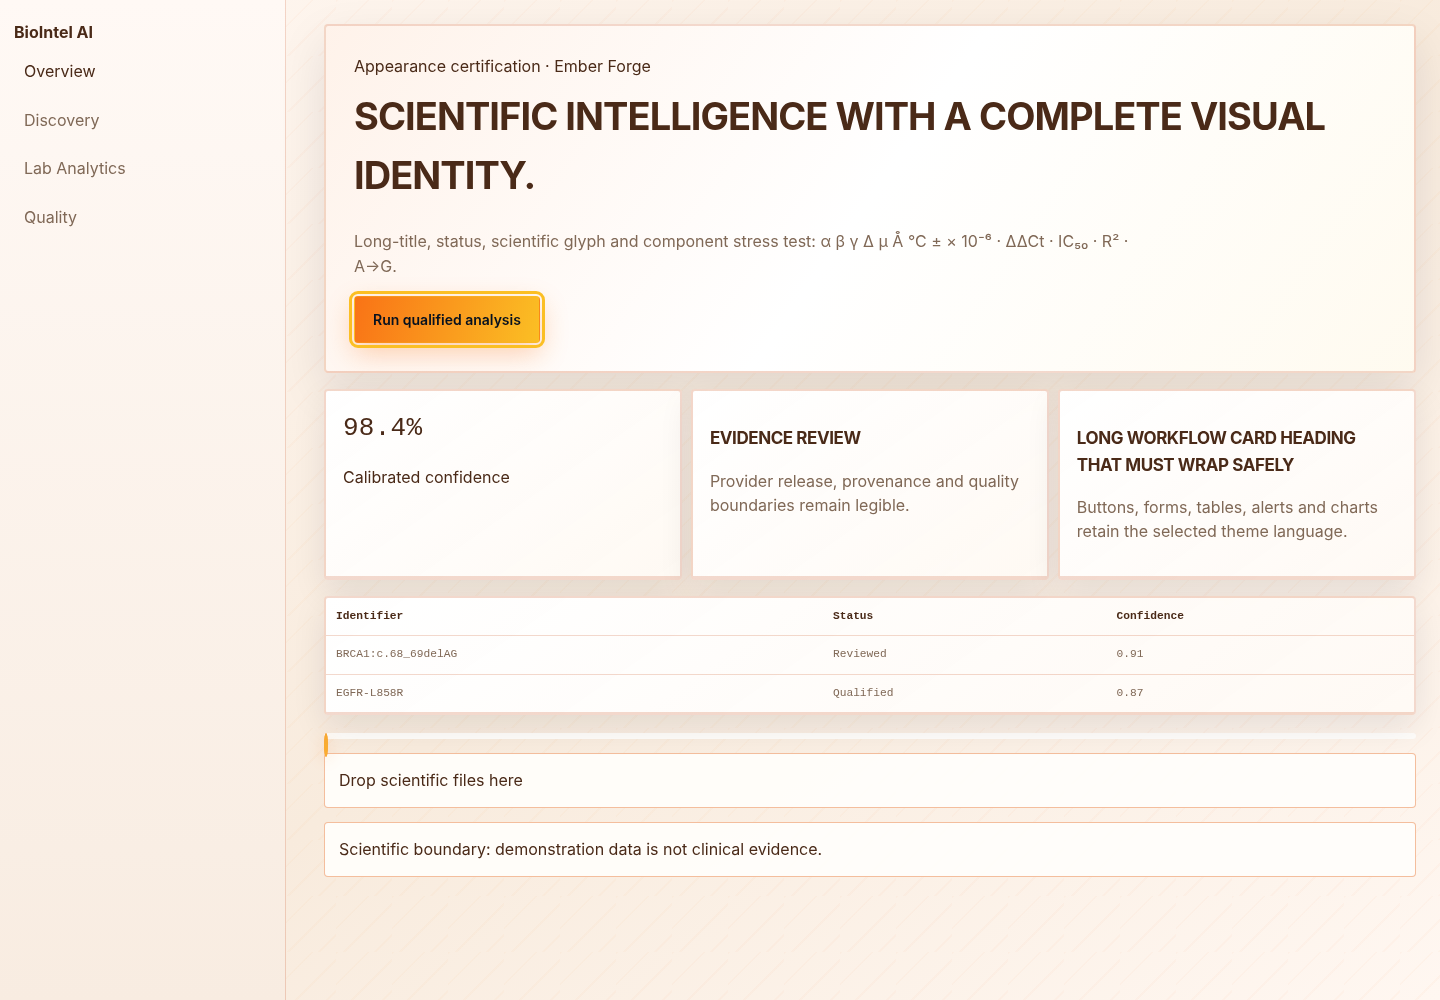 BioIntel AI
Overview
Discovery
Lab Analytics
Quality
Appearance certification · Ember Forge
SCIENTIFIC INTELLIGENCE WITH A COMPLETE VISUAL
IDENTITY.
Long-title, status, scientific glyph and component stress test: α β γ Δ µ Å °C ± × 10⁻⁶ · ΔΔCt · IC₅₀ · R² ·
A→G.
Run qualified analysis
98.4%
Calibrated confidence
EVIDENCE REVIEW
Provider release, provenance and quality
boundaries remain legible.
LONG WORKFLOW CARD HEADING
THAT MUST WRAP SAFELY
Buttons, forms, tables, alerts and charts
retain the selected theme language.
Identifier Status Confidence
BRCA1:c.68_69delAG Reviewed 0.91
EGFR-L858R Qualified 0.87
Drop scientific files here
Scientific boundary: demonstration data is not clinical evidence.